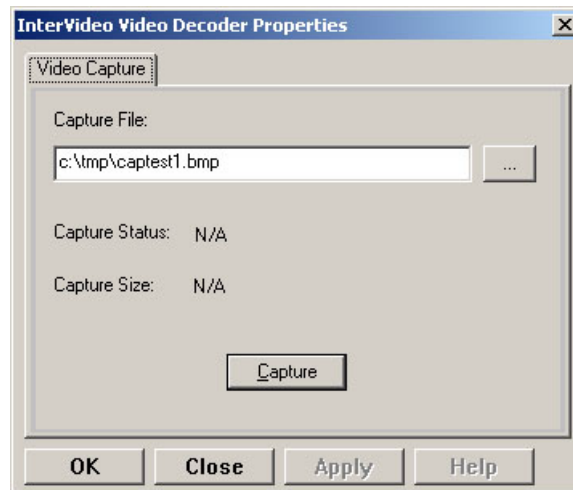 InterVideo Video Decoder Properties
Video Capture
Capture File:
c:\tmp\captest1.bmp
...
Capture Status: N/A
Capture Size: N/A
Capture
OK Close Apply Help